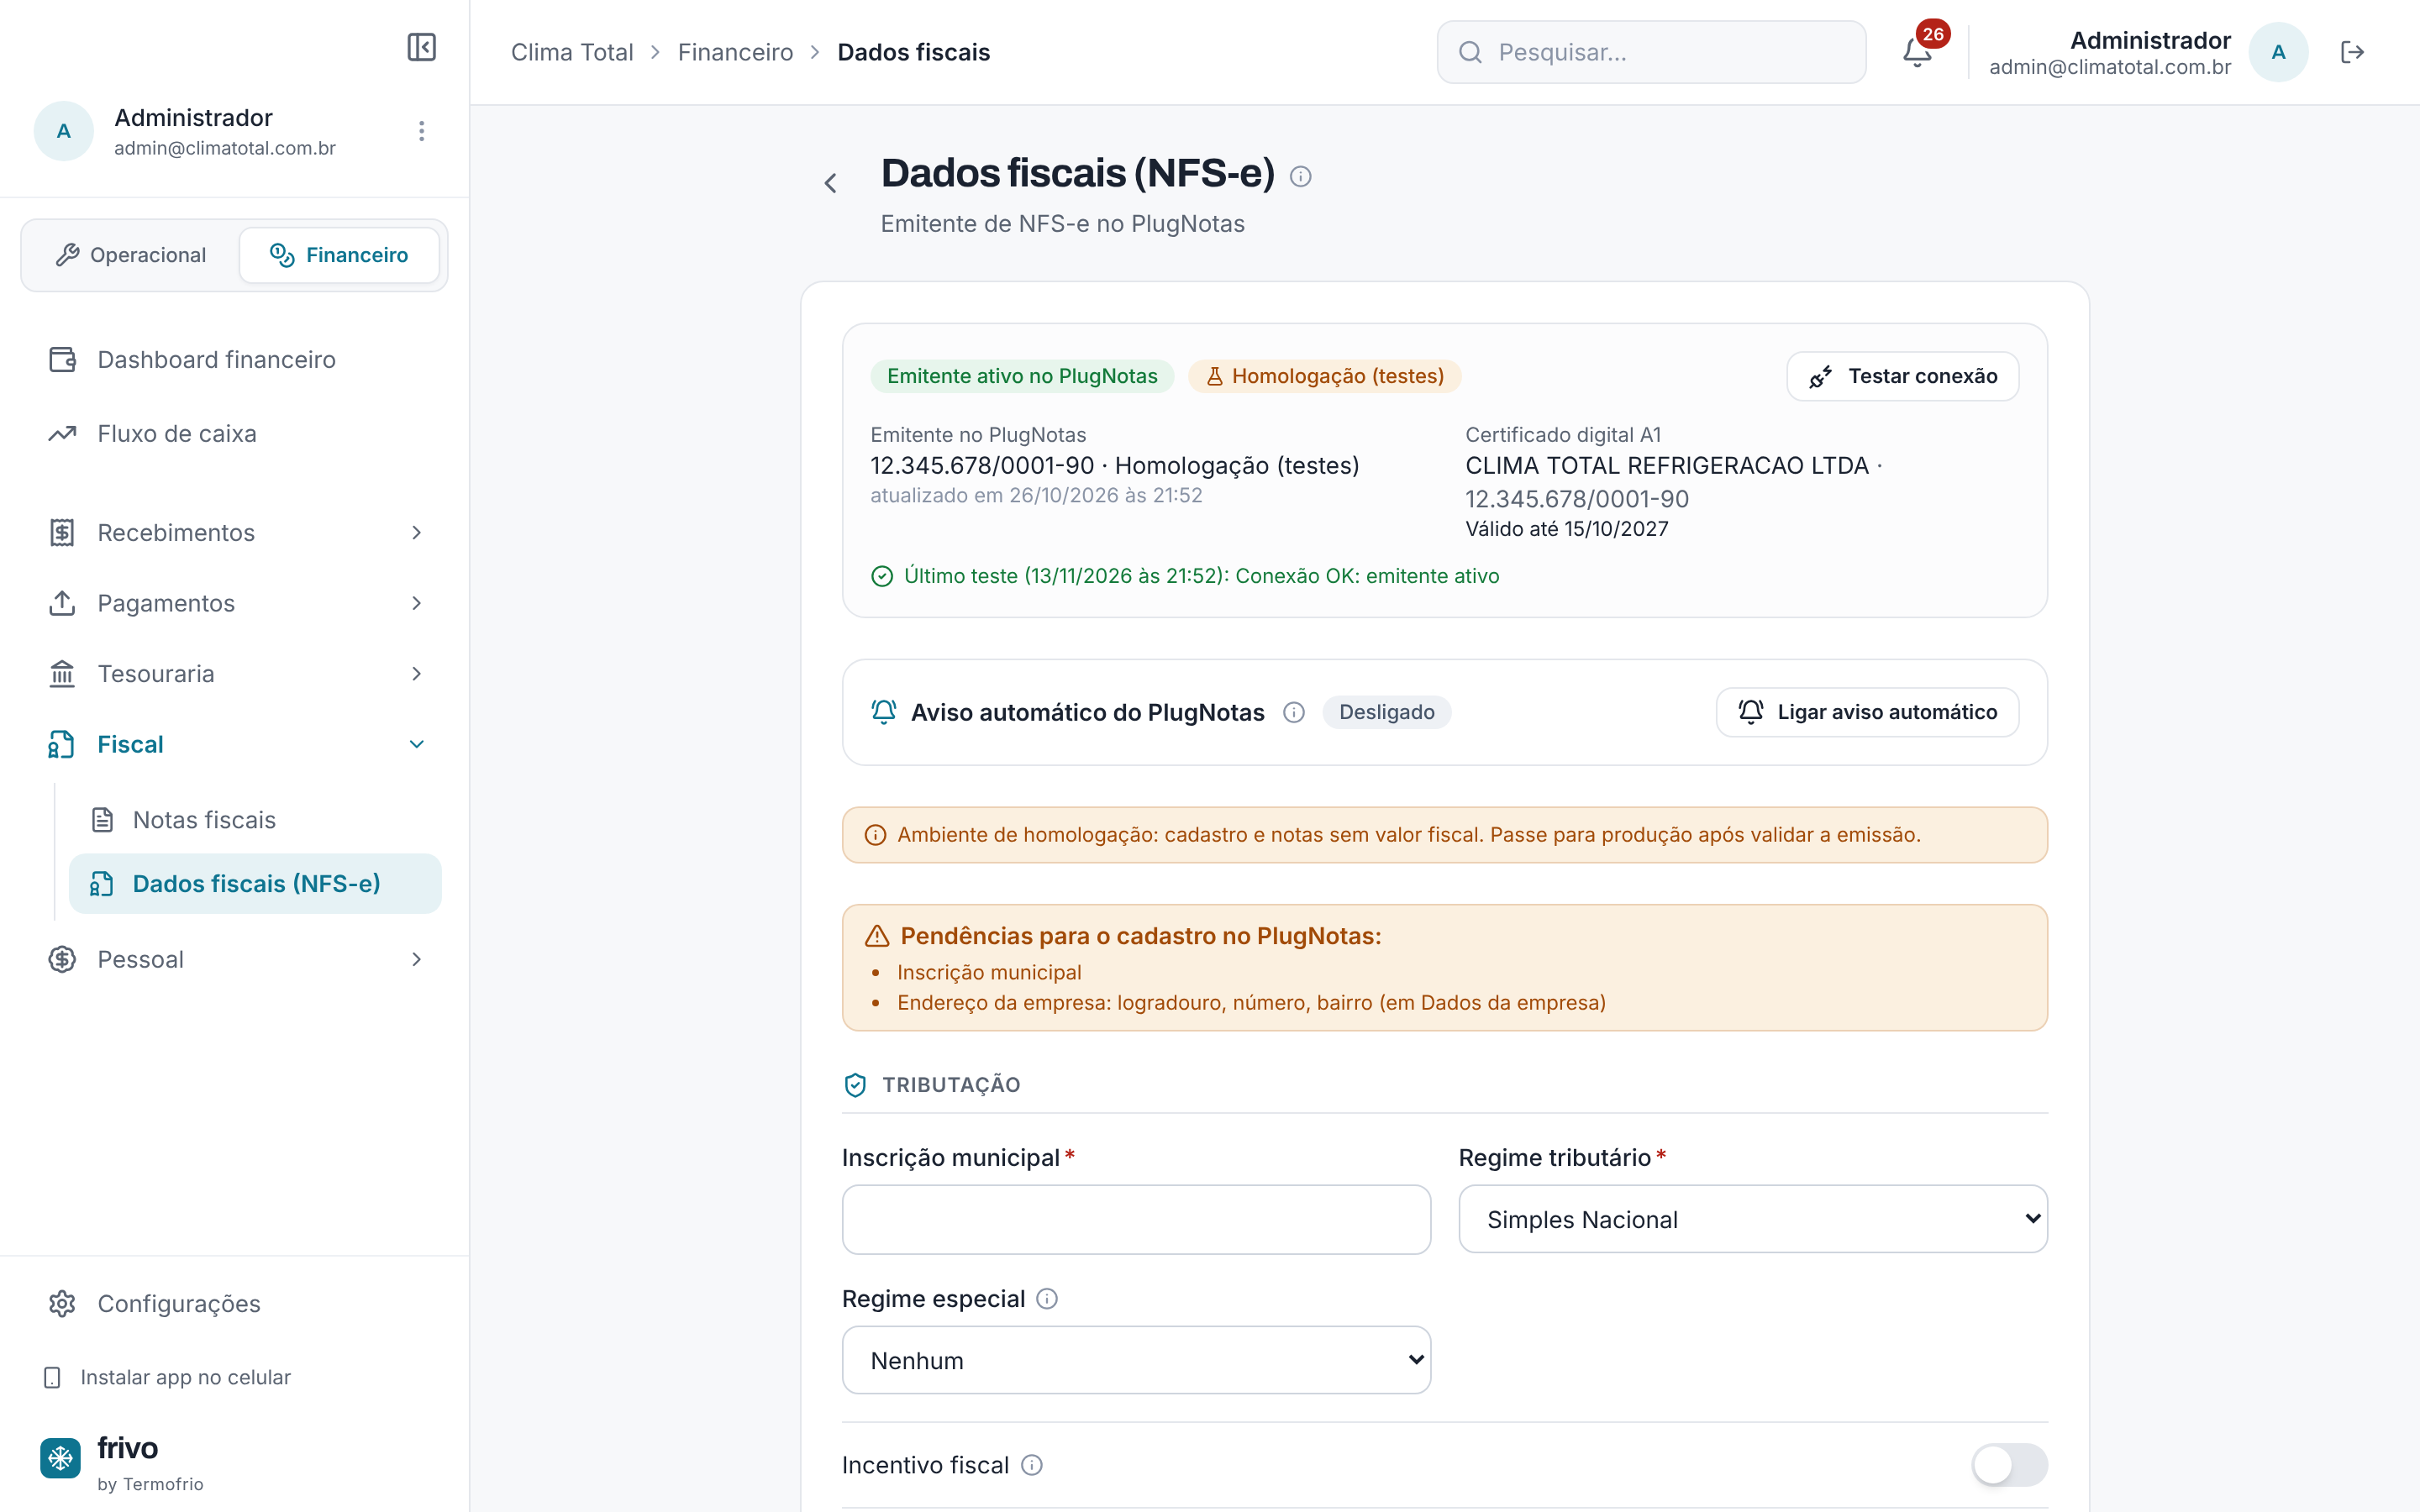 Administrador
admin@climatotal.com.br
A
Operacional
Financeiro
Dashboard financeiro
Fluxo de caixa
Recebimentos
Pagamentos
Tesouraria
Fiscal
Notas fiscais
Dados fiscais (NFS-e)
Pessoal
Configurações
Instalar app no celular
frivo
by Termofrio
Clima Total
Financeiro
Dados fiscais
Pesquisar...
26
Administrador
admin@climatotal.com.br
A
Dados fiscais (NFS-e)
Emitente de NFS-e no PlugNotas
Emitente ativo no PlugNotas
Homologação (testes)
Testar conexão
Emitente no PlugNotas
12.345.678/0001-90 · Homologação (testes)
atualizado em 26/10/2026 às 21:52
Certificado digital A1
CLIMA TOTAL REFRIGERACAO LTDA ·
12.345.678/0001-90
Válido até 15/10/2027
Último teste (13/11/2026 às 21:52): Conexão OK: emitente ativo
Aviso automático do PlugNotas
Desligado
Ligar aviso automático
Ambiente de homologação: cadastro e notas sem valor fiscal. Passe para produção após validar a emissão.
Pendências para o cadastro no PlugNotas:
• Inscrição municipal
• Endereço da empresa: logradouro, número, bairro (em Dados da empresa)
TRIBUTAÇÃO
Inscrição municipal *
Regime tributário *
Simples Nacional
Regime especial
Nenhum
Incentivo fiscal